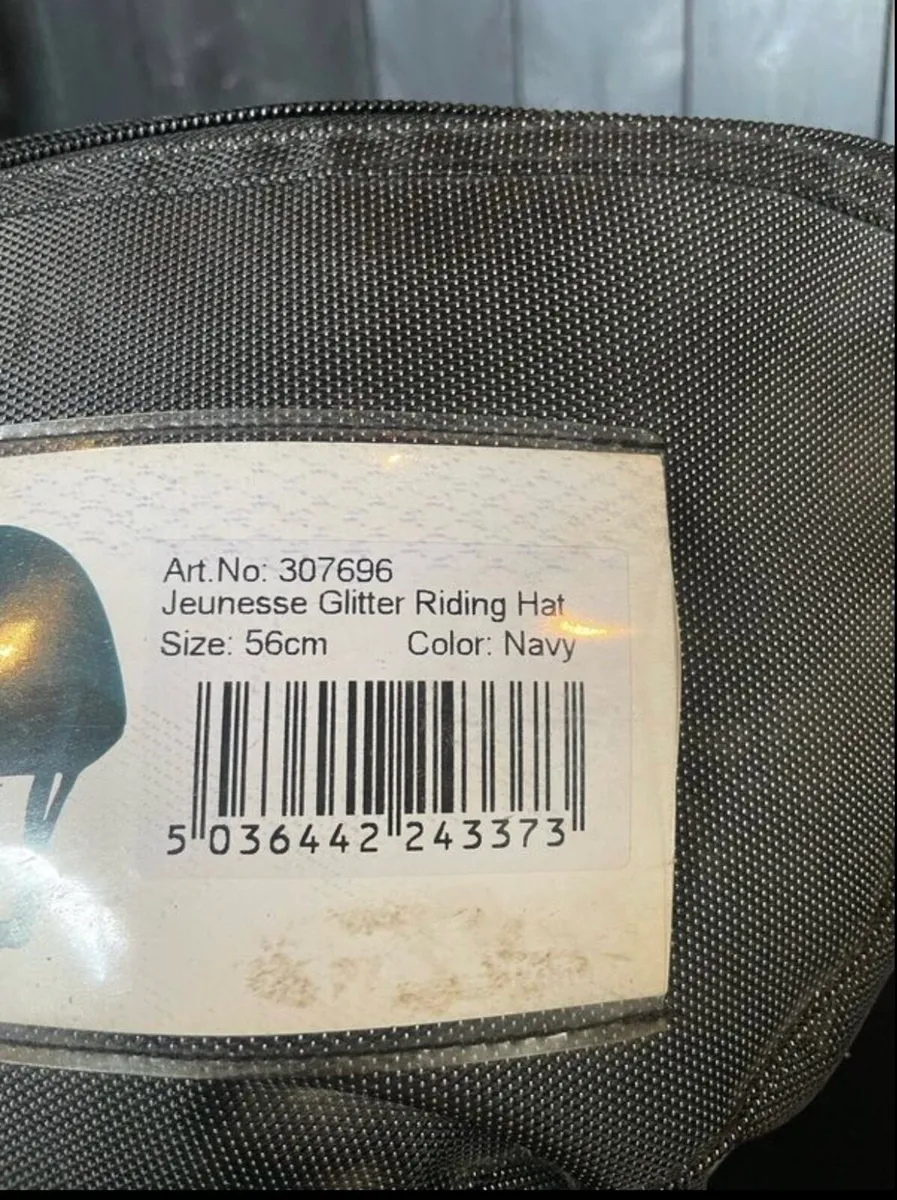 Art.No: 307696
Jeunesse Glitter Riding Hat
Size: 56cm Color: Navy
5 036442 243373